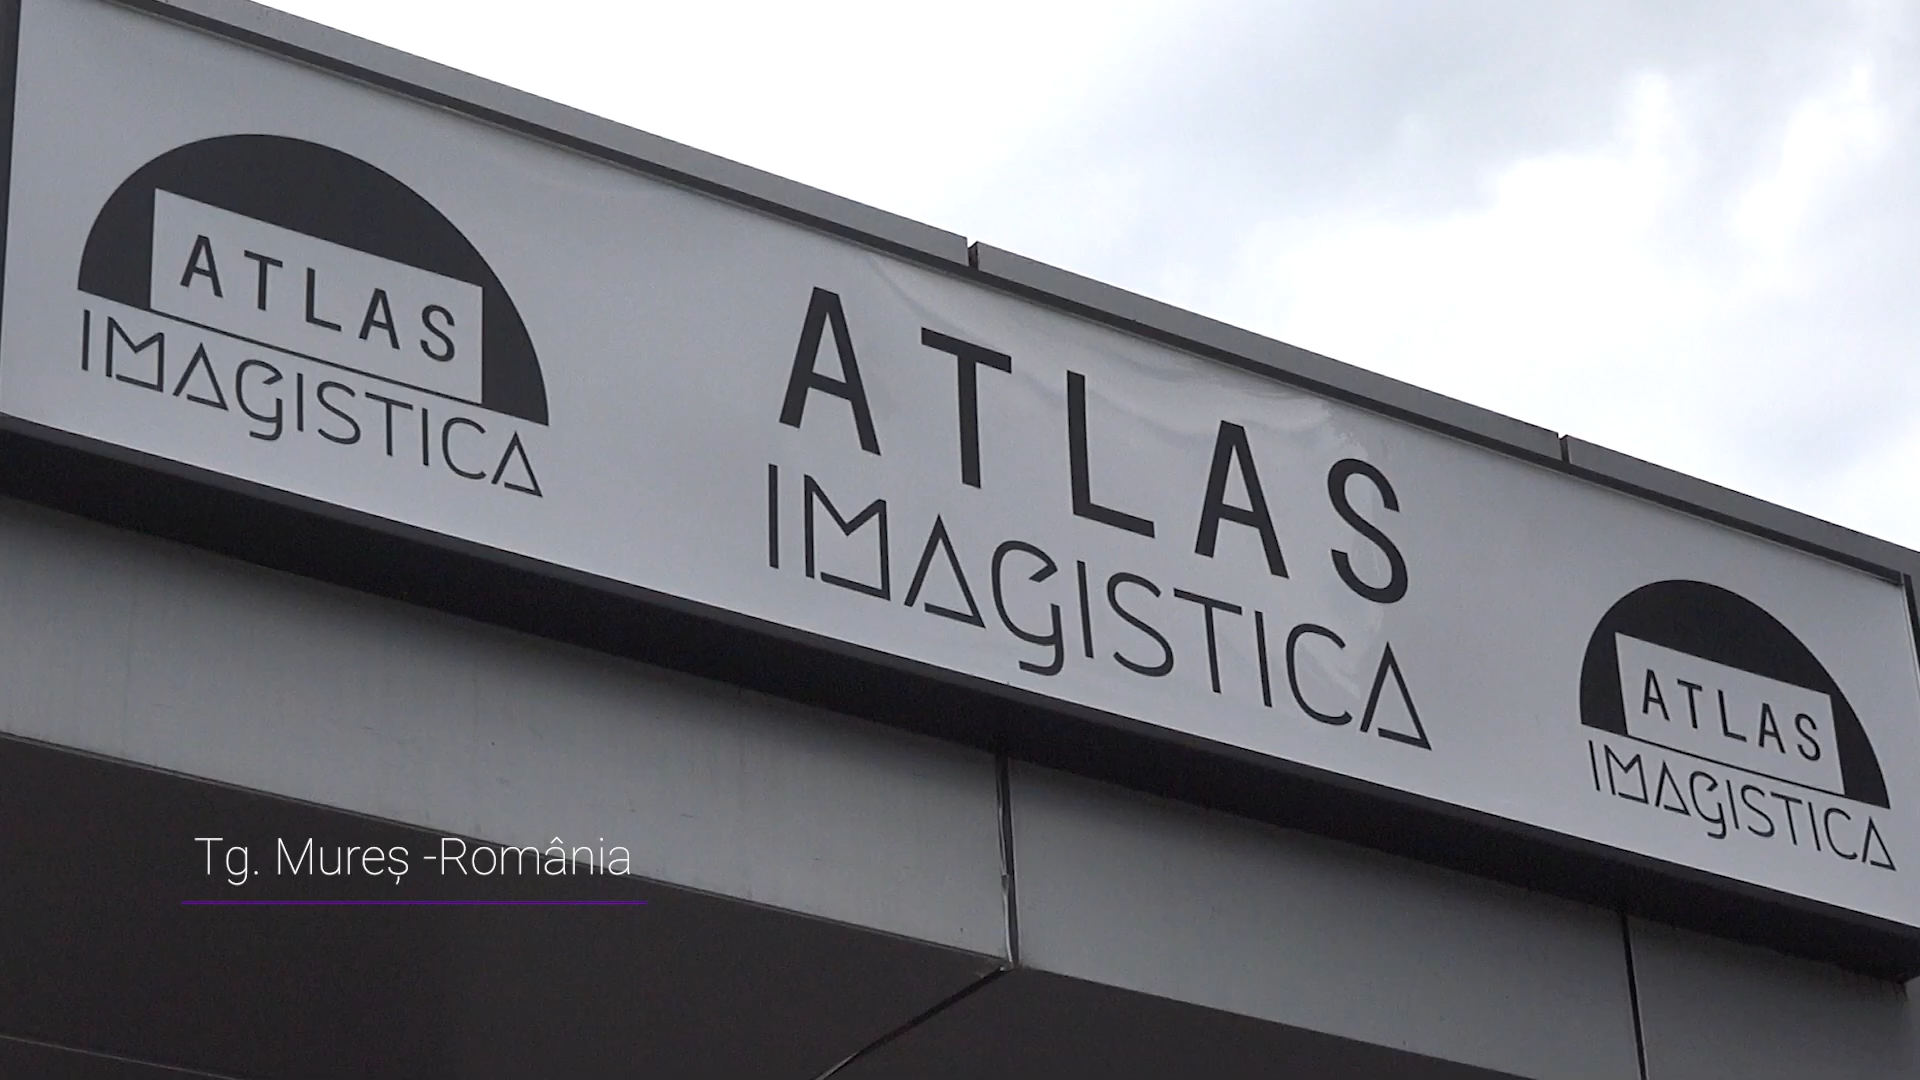 ATLAS
IMAGISTICA
ATLAS
IMAGISTICA
ATLAS
IMAGISTICA
Tg. Mureș -România